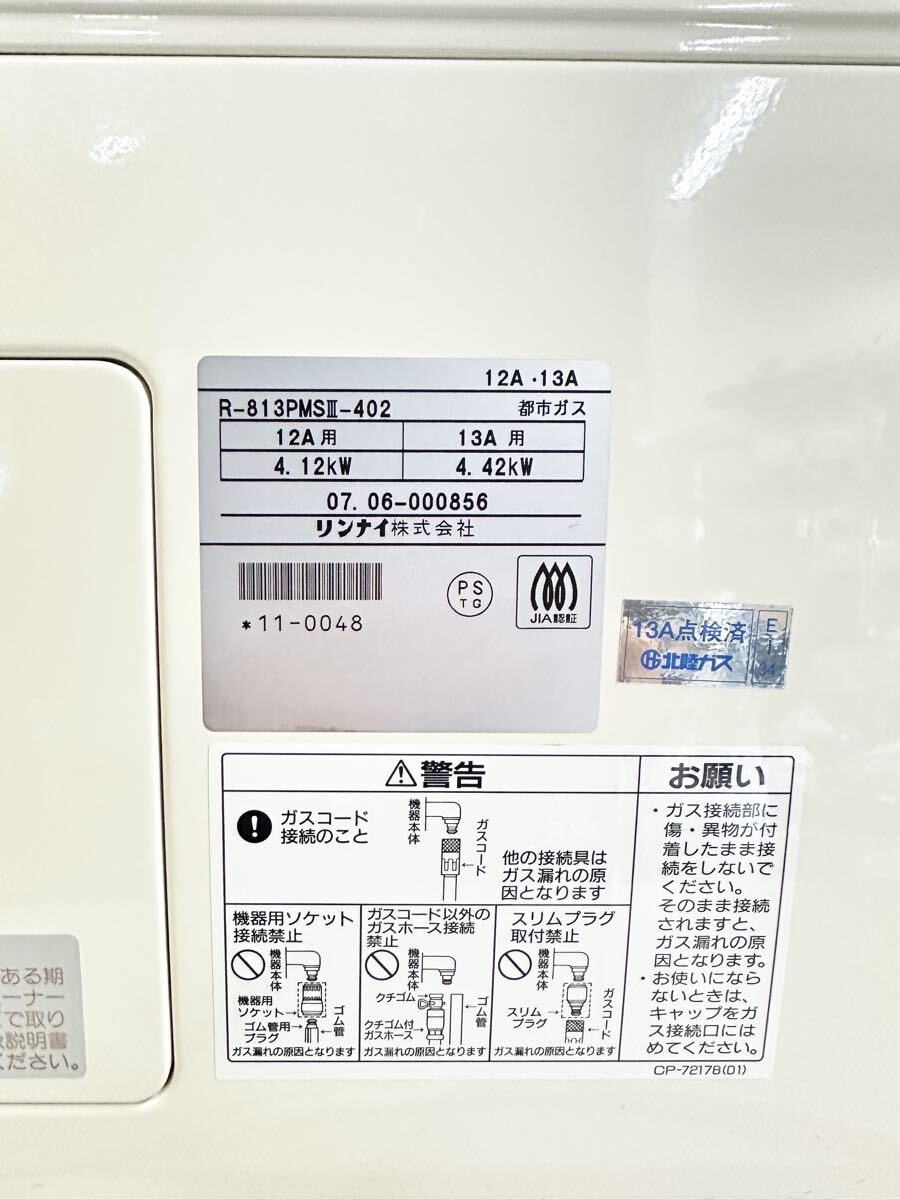 12A・13A
R-813PMSⅢ-402 都市ガス
12A用 13A用
4.12kW 4.42kW
07.06-000856
リンナイ株式会社
PS
TG
JIA認証
*11-0048
13A点検済
北陸ガス
E
ある期
ーナー
で取り
説明書
ください。
警告
ガスコード
接続のこと
機器本体
ガスコード
他の接続具は
ガス漏れの原
因となります
機器用ソケット
接続禁止
機器本体
機器用
ソケット
ゴム管用
プラグ
ゴム管
ガス漏れの原因となります
ガスコード以外の
ガスホース接続
禁止
機器本体
クチゴム
クチゴム付
ガスホース
ゴム管
ガス漏れの原因となります
スリムプラグ
取付禁止
機器本体
スリム
プラグ
ガスコード
ガス漏れの原因となります
お願い
・ガス接続部に
傷・異物が付
着したまま接
続をしないで
ください。
そのまま接続
されますと、
ガス漏れの原
因となります。
・お使いになら
ないときは、
キャップをガ
ス接続口には
めてください。
CP-7217B(01)